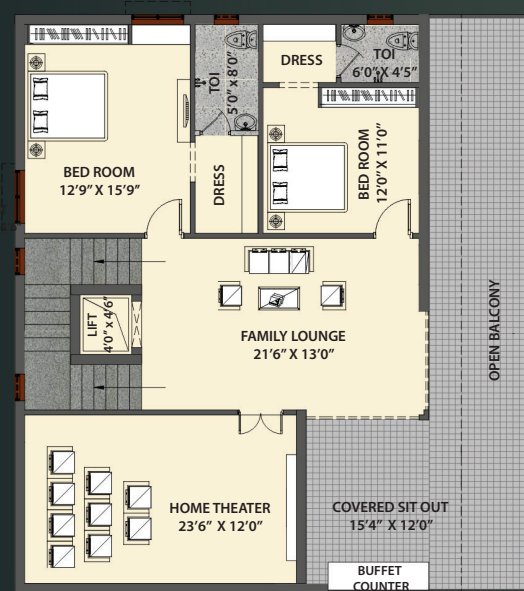 TOI
5'0" x 8'0"
DRESS
TOI
6'0" X 4'5"
BED ROOM
12'9" X 15'9"
DRESS
BED ROOM
12'0" X 11'0"
LIFT
4'0" x 4'6"
FAMILY LOUNGE
21'6" X 13'0"
OPEN BALCONY
HOME THEATER
23'6" X 12'0"
COVERED SIT OUT
15'4" X 12'0"
BUFFET
COUNTER